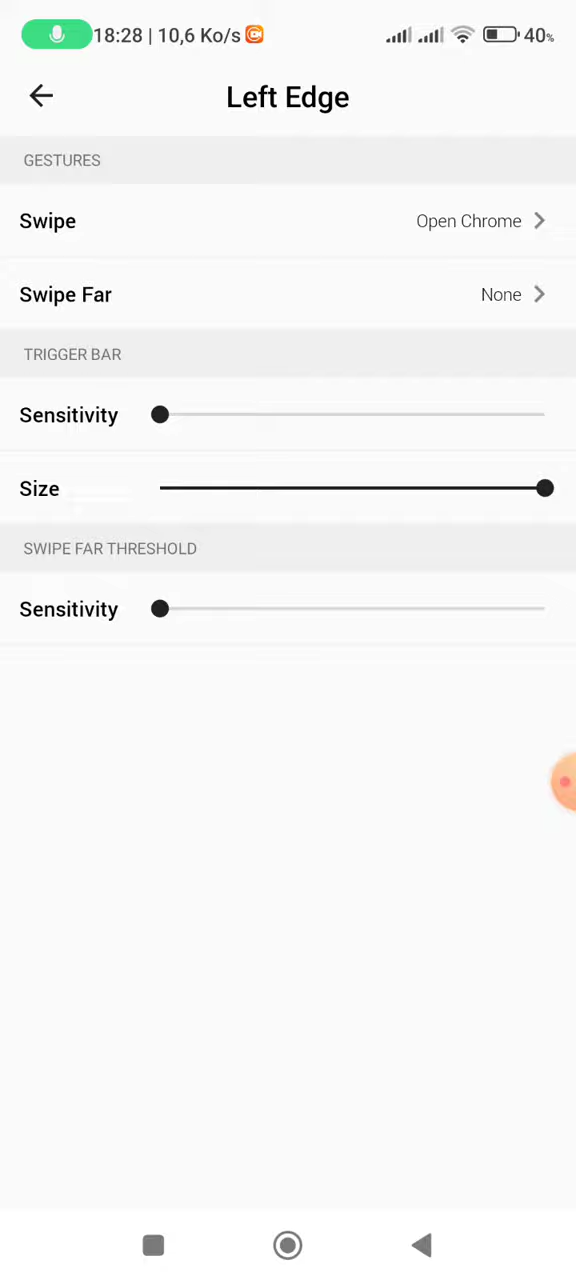 18:28 | 10,6 Ko/s 40%
Left Edge
GESTURES
Swipe Open Chrome
Swipe Far None
TRIGGER BAR
Sensitivity
Size
SWIPE FAR THRESHOLD
Sensitivity